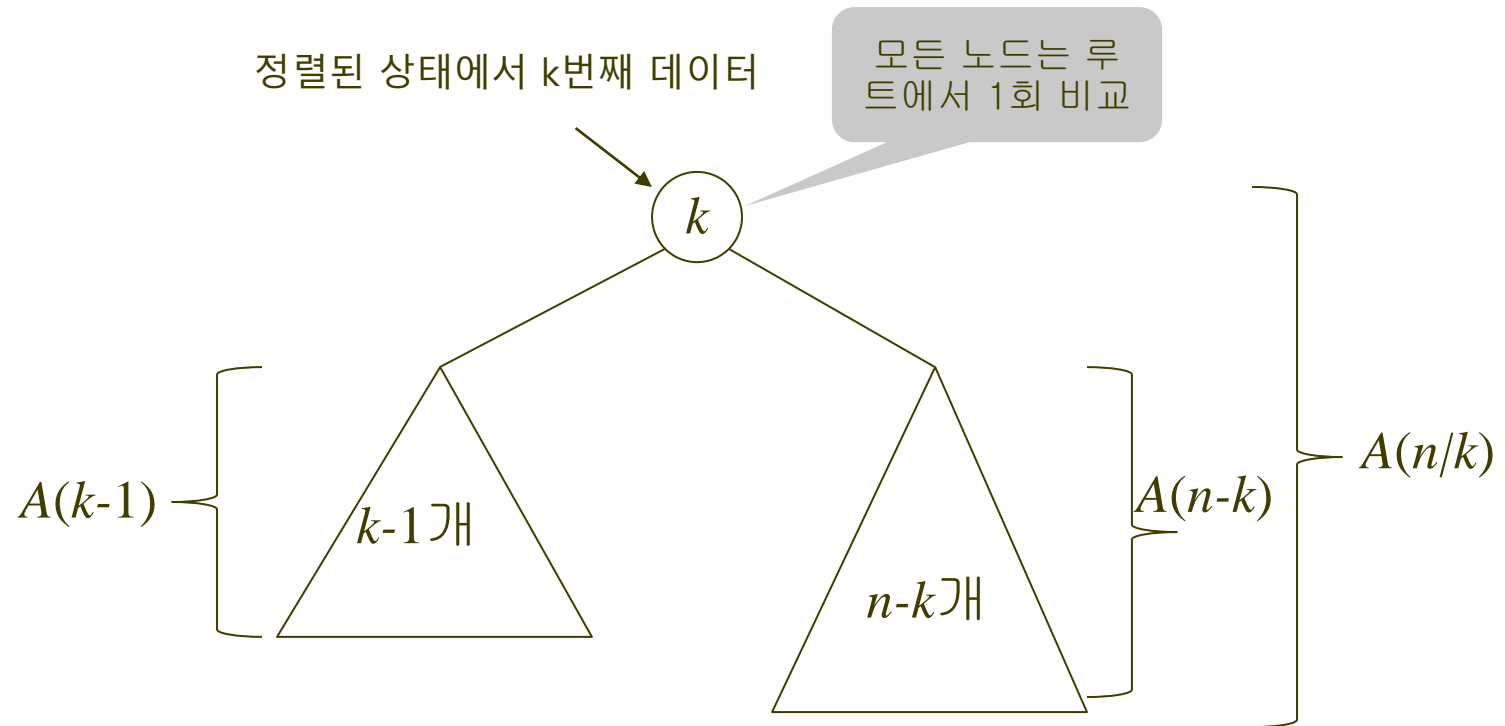 정렬된 상태에서 k번째 데이터
모든 노드는 루
트에서 1회 비교
k
A(n/k)
A(k-1)
k-1개
A(n-k)
n-k개